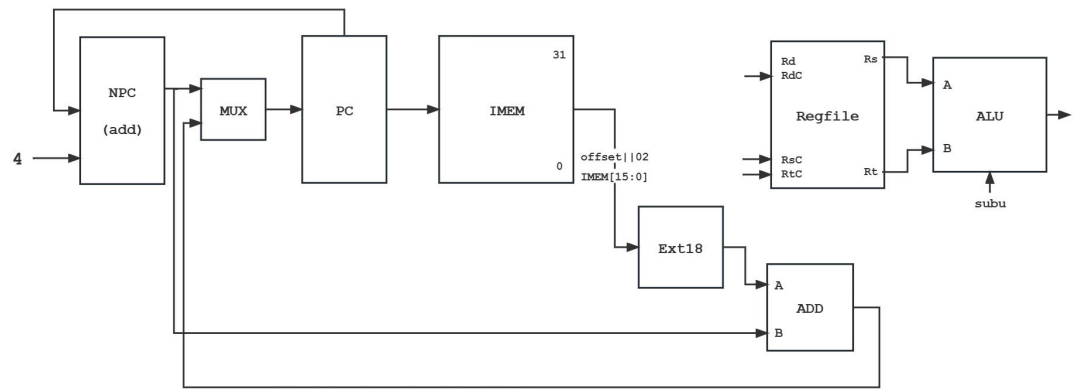 NPC
(add)
4
MUX
PC
31
IMEM
0
offset||02
IMEM[15:0]
Ext18
A
ADD
B
Rd
RdC
Rs
Regfile
RsC
RtC
Rt
A
ALU
B
subu